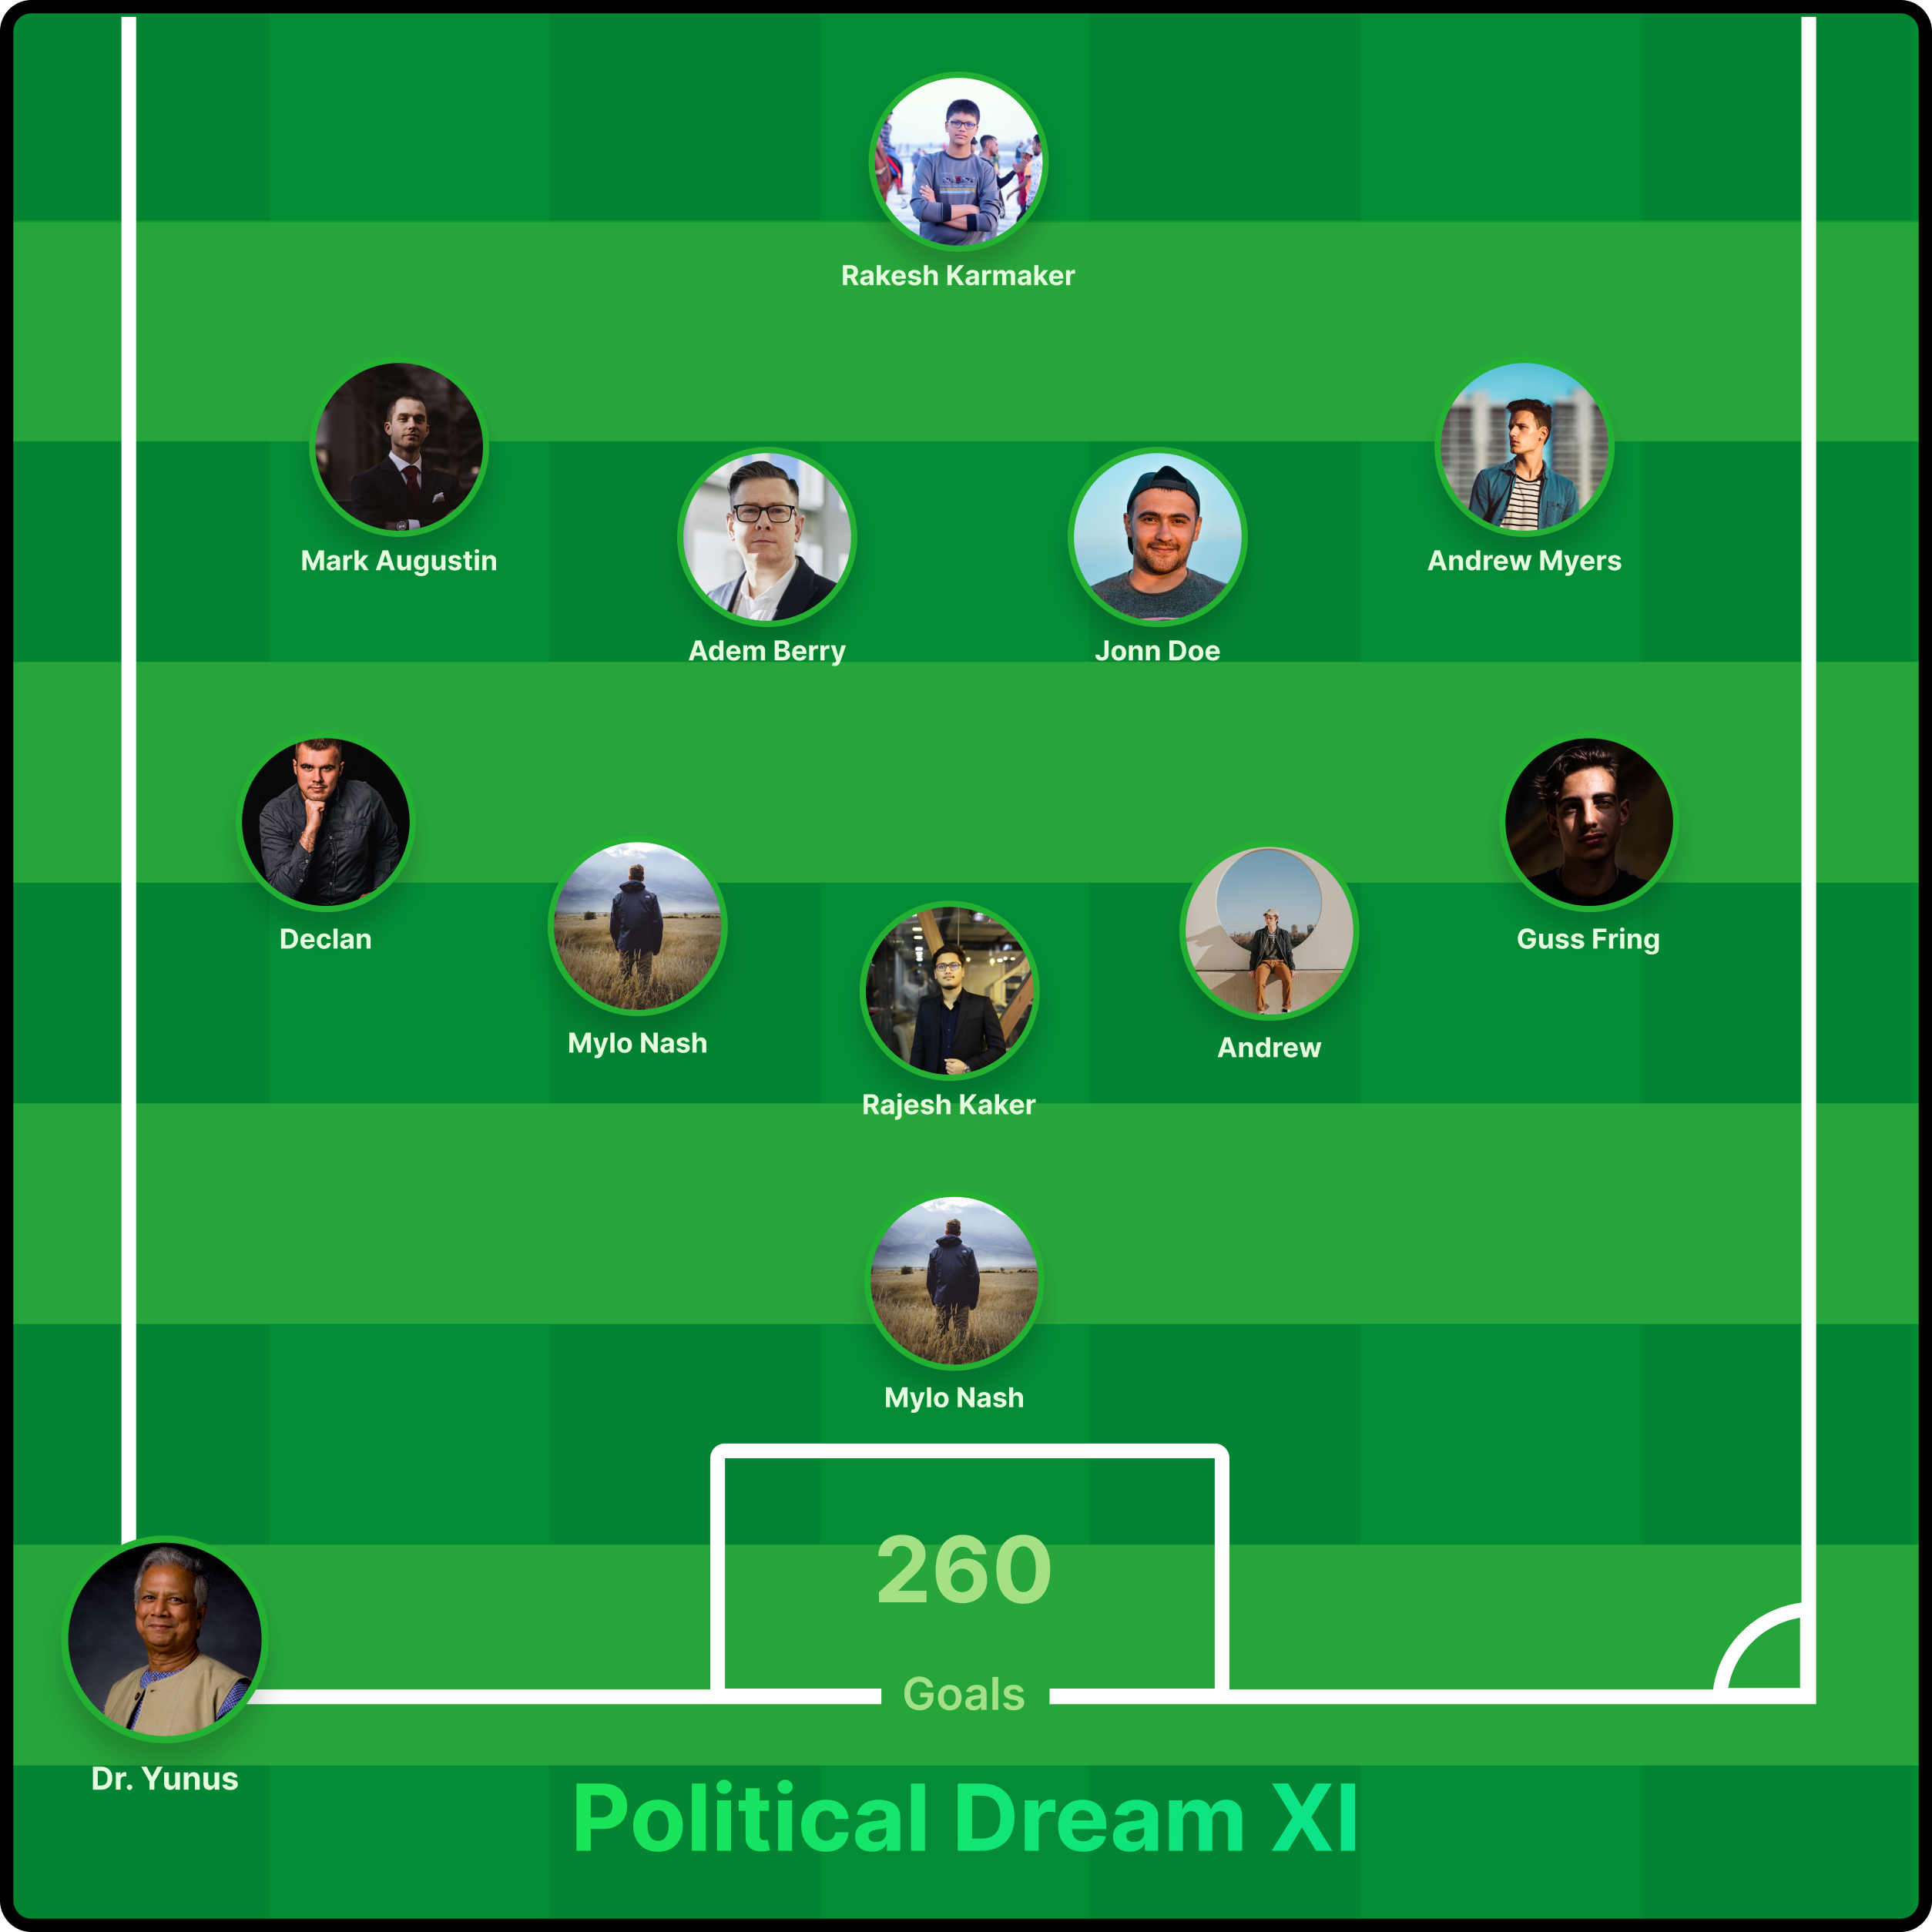 Rakesh Karmaker
Mark Augustin
Andrew Myers
Adem Berry
Jonn Doe
Declan
Guss Fring
Mylo Nash
Andrew
Rajesh Kaker
Mylo Nash
260
Goals
Dr. Yunus
Political Dream XI